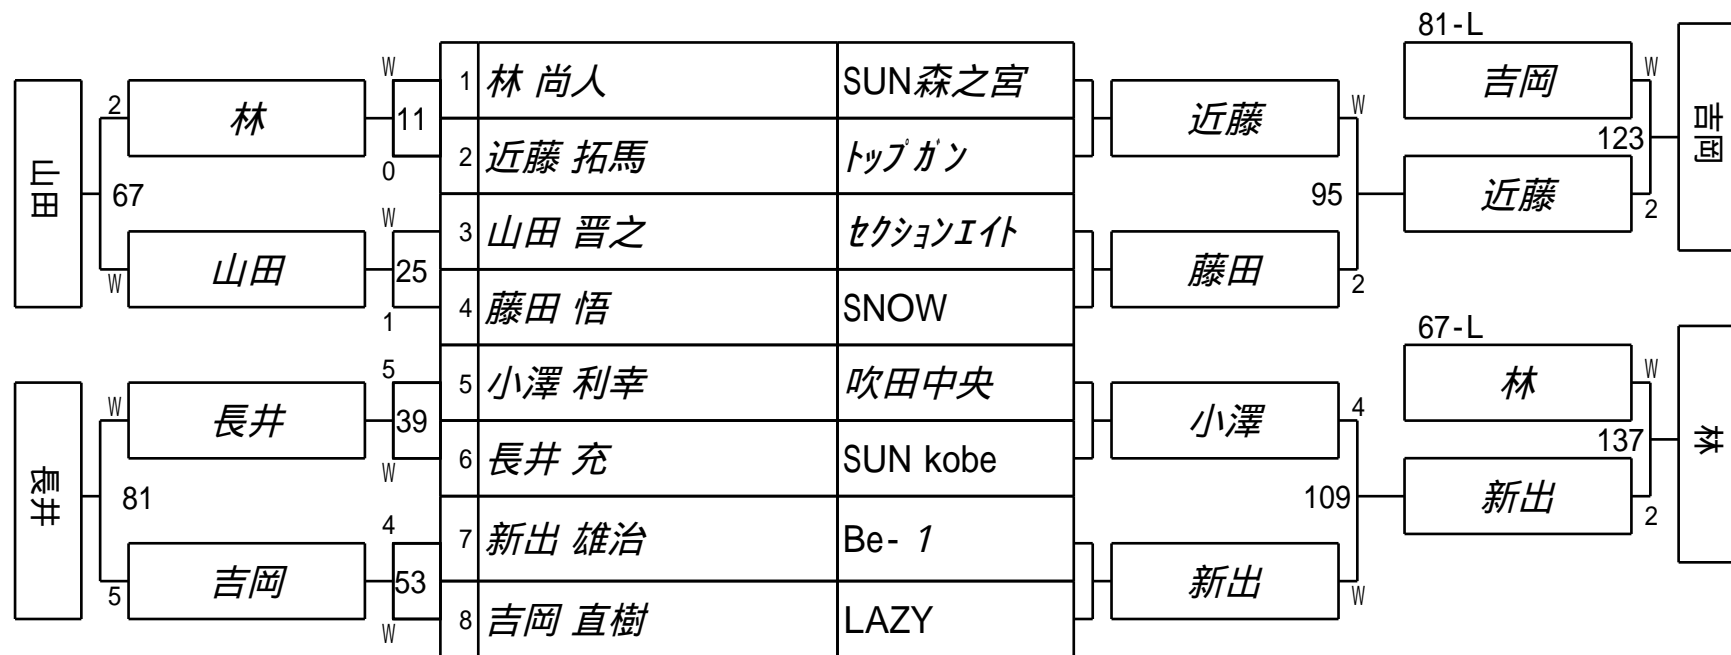 81-L
W 1 林 尚人 SUN森之宮 吉岡 W
2 林 11 近藤 W 吉岡
2 近藤 拓馬 トップガン 123
山田 67 0 95 近藤 2
W 3 山田 晋之 セクションエイト
W 山田 25 藤田 2
1 4 藤田 悟 SNOW
67-L
5 5 小澤 利幸 吹田中央 林 W
W 長井 39 小澤 4 林
W 6 長井 充 SUN kobe 137
長井 81 109 新出 2
4 7 新出 雄治 Be- 1
5 吉岡 53 新出 W
W 8 吉岡 直樹 LAZY